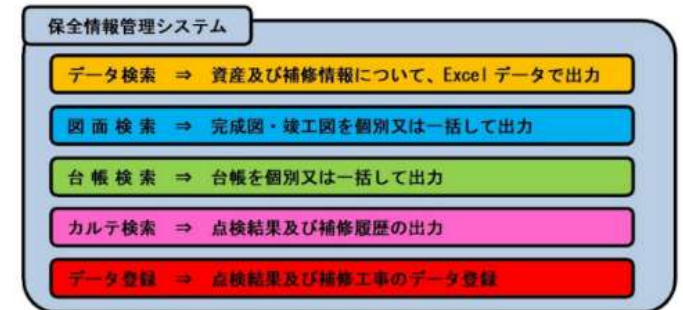 保全情報管理システム
データ検索 ⇒ 資産及び補修情報について、Excel データで出力
図面検索 ⇒ 完成図・竣工図を個別又は一括して出力
台帳検索 ⇒ 台帳を個別又は一括して出力
カルテ検索 ⇒ 点検結果及び補修履歴の出力
データ登録 ⇒ 点検結果及び補修工事のデータ登録